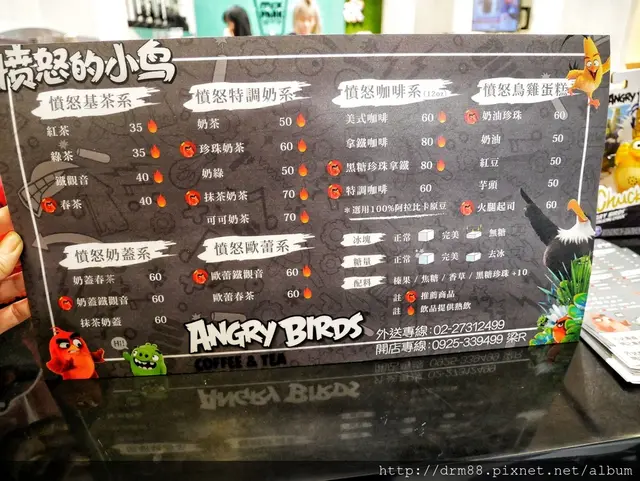 憤怒的小鸟
憤怒基茶系
紅茶 35
綠茶 35
鐵觀音 40
春茶 40
憤怒特調奶系
奶茶 50
珍珠奶茶 60
奶綠 50
抹茶奶茶 70
可可奶茶 70
憤怒咖啡系(12oz)
美式咖啡 60
拿鐵咖啡 80
黑糖珍珠拿鐵 80
特調咖啡 60
*選用100%阿拉比卡原豆
憤怒鳥雞蛋糕
奶油珍珠 60
奶油 50
紅豆 50
芋頭 50
火腿起司 60
憤怒奶蓋系
奶蓋春茶 60
奶蓋鐵觀音 60
抹茶奶蓋 60
憤怒歐蕾系
歐蕾鐵觀音 60
歐蕾春茶 60
冰塊 正常 完美 無糖
糖量 正常 完美 去冰
配料 榛果/焦糖/香草/黑糖珍珠+10
註 推薦商品
註 飲品提供熱飲
HI!
ANGRY BIRDS
COFFEE & TEA
外送專線:02-27312499
開店專線:0925-339499 梁R
http://drm88.pixnet.net/album